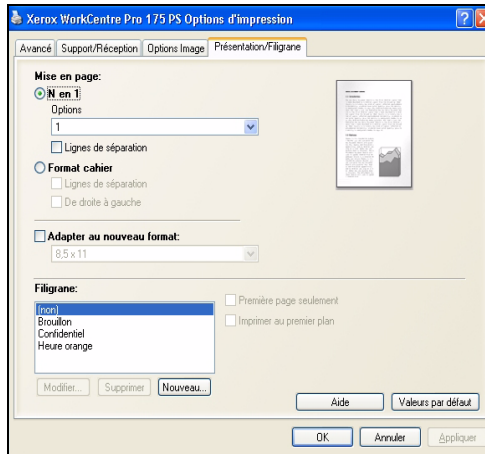 Xerox WorkCentre Pro 175 PS Options d'impression
Avancé Support/Réception Options Image Présentation/Filigrane
Mise en page:
N en 1
Options
1
Lignes de séparation
Format cahier
Lignes de séparation
De droite à gauche
Adapter au nouveau format:
8,5 x 11
Filigrane:
(non)
Brouillon
Confidentiel
Heure orange
Première page seulement
Imprimer au premier plan
Modifier... Supprimer Nouveau...
Aide Valeurs par défaut
OK Annuler Appliquer